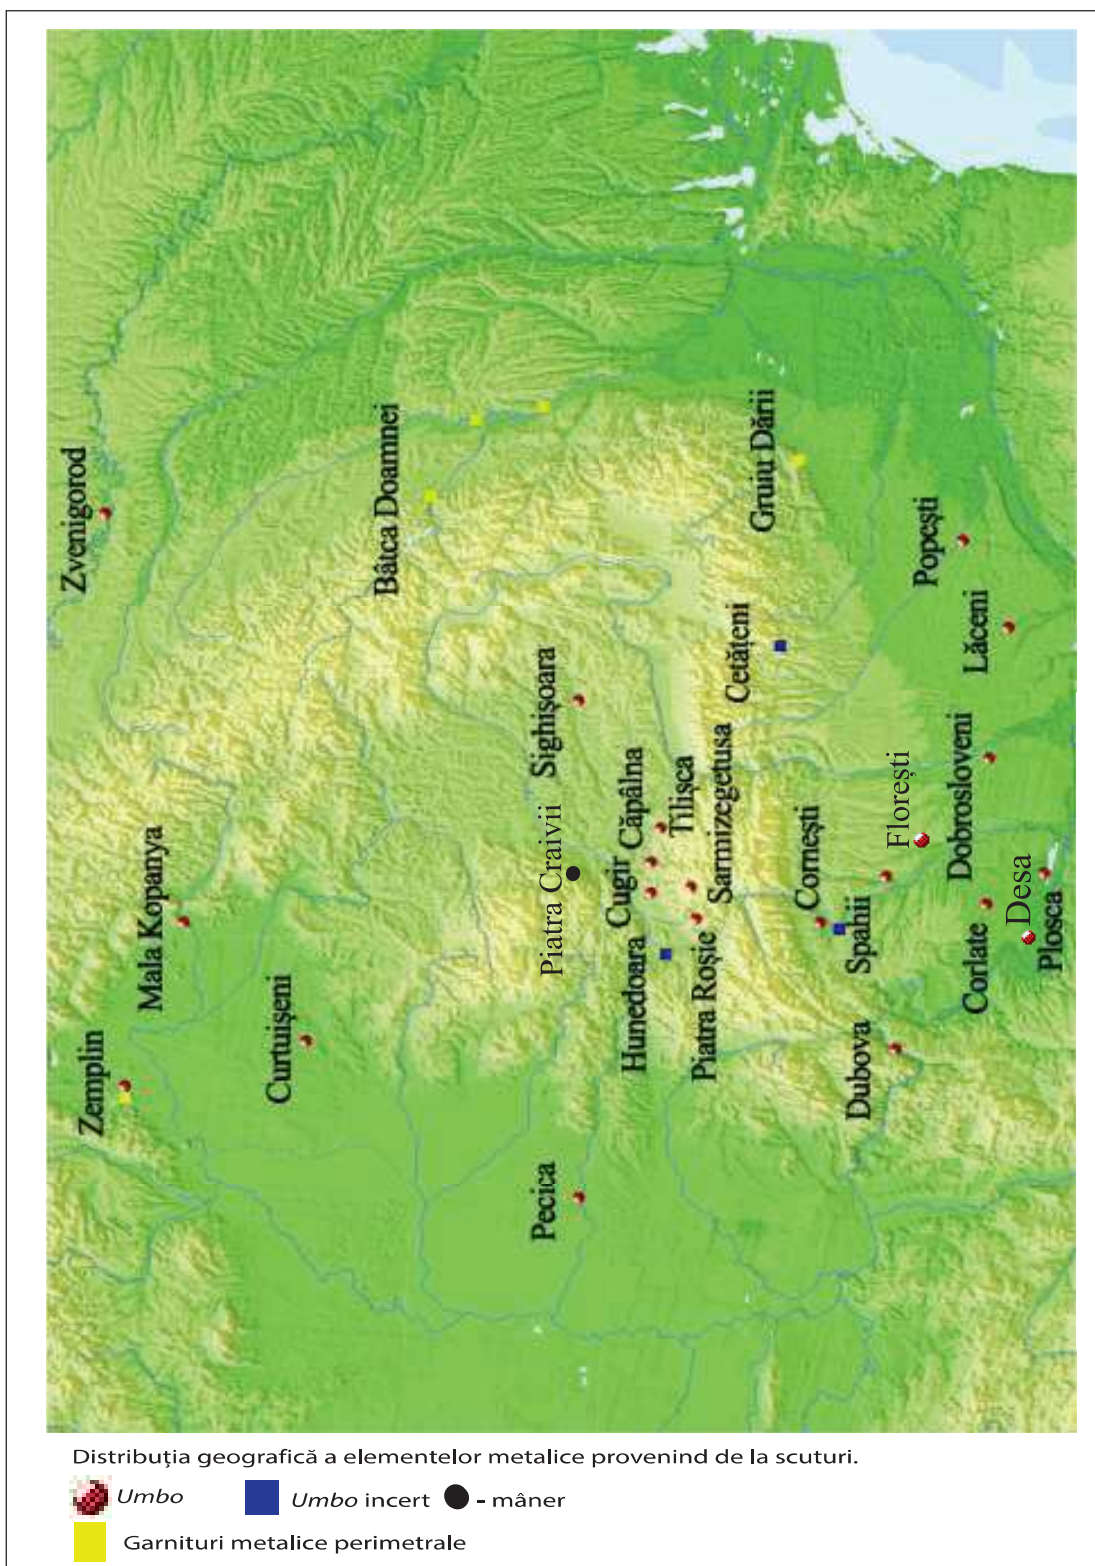 Zvenigorod
Bâtca Doamnei
Gruiu Dării
Popești
Lăceni
Cetățeni
Sighișoara
Piatra Craivii
Mala Kopanya
Zemplin
Curtuișeni
Pecica
Cugir
Căpâlna
Tilișca
Sarmizegetusa
Hunedoara
Piatra Roșie
Cornești
Spahii
Florești
Dobrosloveni
Corlate
Desa
Plosca
Dubova
Distribuţia geografică a elementelor metalice provenind de la scuturi.
Umbo Umbo incert - mâner
Garnituri metalice perimetrale